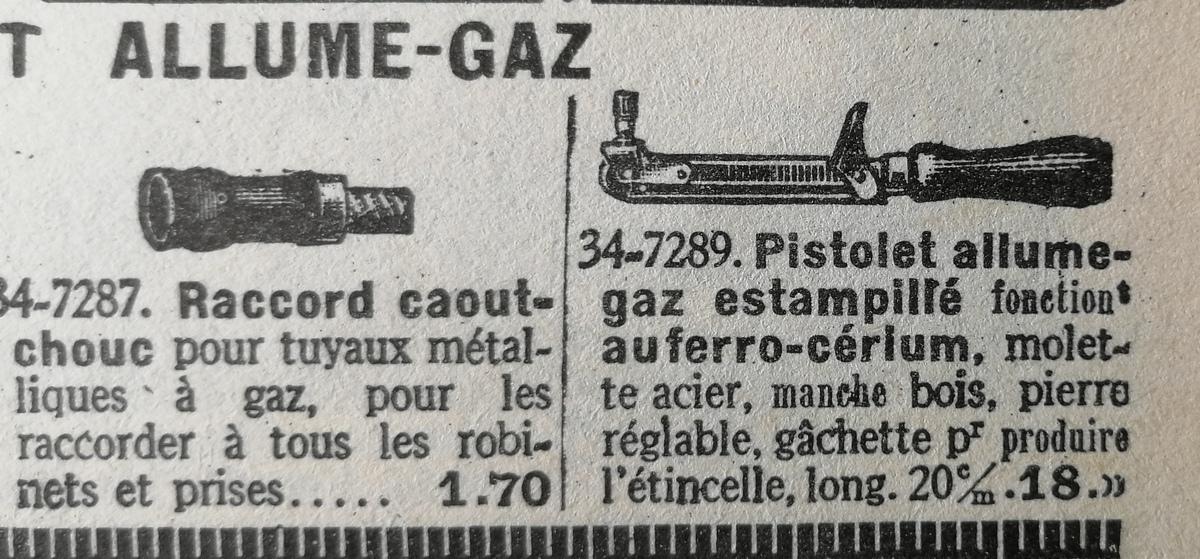 T ALLUME-GAZ
34-7287. Raccord caout-
chouc pour tuyaux métal-
liques à gaz, pour les
raccorder à tous les robi-
nets et prises..... 1.70
34-7289. Pistolet allume-
gaz estampillé fonctionᵗ
au ferro-cérium, molet-
te acier, manche bois, pierre
réglable, gâchette pʳ produire
l'étincelle, long. 20 c/m.18.»